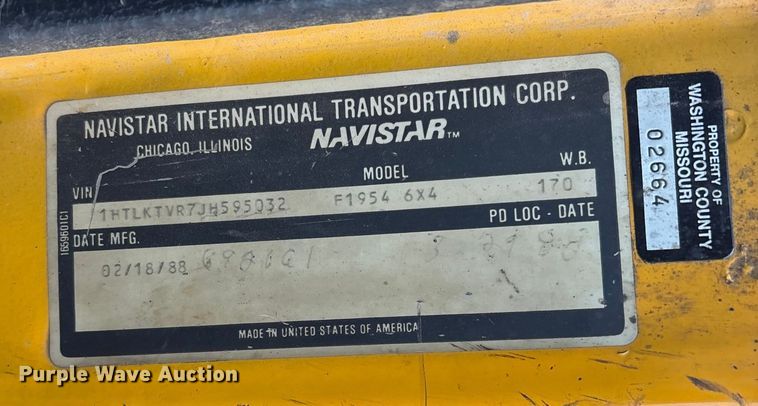 NAVISTAR INTERNATIONAL TRANSPORTATION CORP.
CHICAGO, ILLINOIS NAVISTAR™
VIN MODEL W.B.
1HTLKTVR7JH595032 F1954 6X4 170
DATE MFG. PD LOC - DATE
02/18/88
MADE IN UNITED STATES OF AMERICA
1659601C1
PROPERTY OF
WASHINGTON COUNTY
MISSOURI
02664
Purple Wave Auction